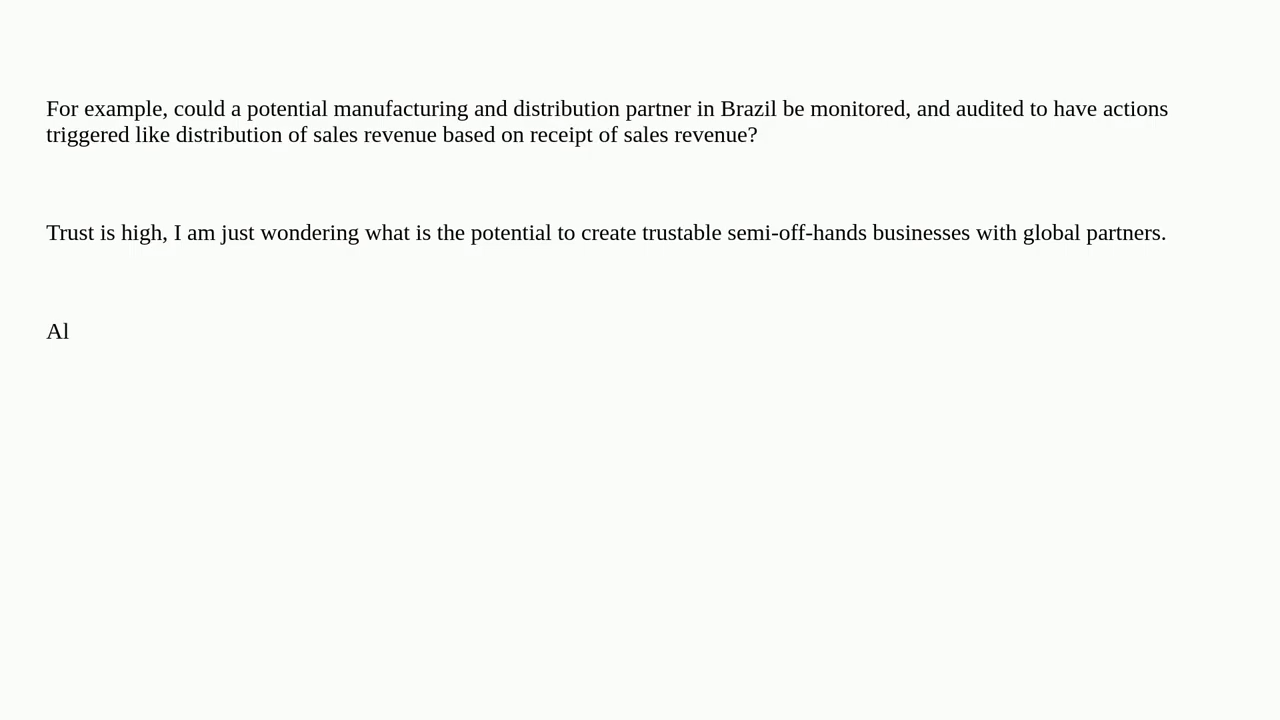 For example, could a potential manufacturing and distribution partner in Brazil be monitored, and audited to have actions
triggered like distribution of sales revenue based on receipt of sales revenue?
Trust is high, I am just wondering what is the potential to create trustable semi-off-hands businesses with global partners.
Al